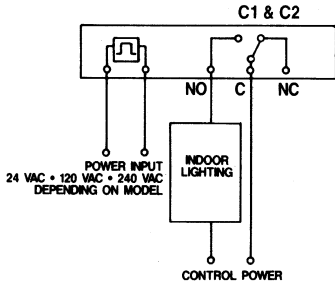 C1 & C2
NO C NC
POWER INPUT
24 VAC • 120 VAC • 240 VAC
DEPENDING ON MODEL
INDOOR
LIGHTING
CONTROL POWER